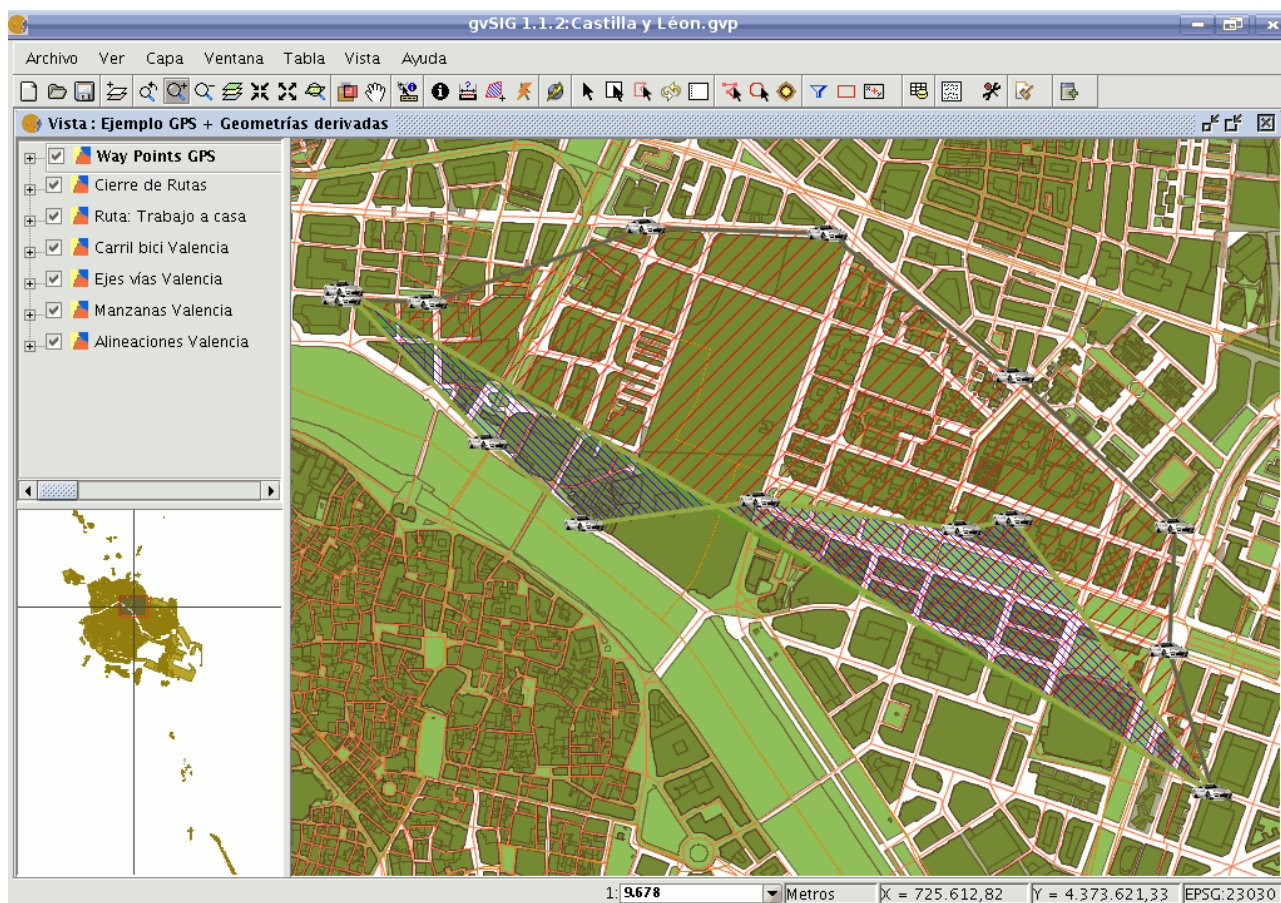 gvSIG 1.1.2:Castilla y Léon.gvp
Archivo Ver Capa Ventana Tabla Vista Ayuda
Vista : Ejemplo GPS + Geometrías derivadas
Way Points GPS
Cierre de Rutas
Ruta: Trabajo a casa
Carril bici Valencia
Ejes vías Valencia
Manzanas Valencia
Alineaciones Valencia
1: 9.678 Metros X = 725.612,82 Y = 4.373.621,33 EPSG:23030